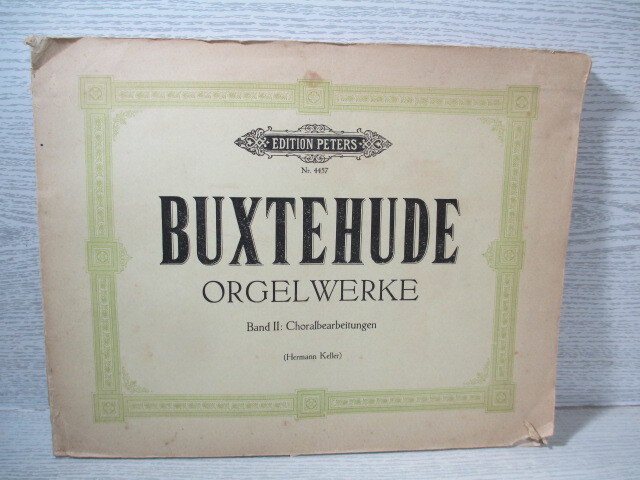 EDITION PETERS
Nr. 4457
BUXTEHUDE
ORGELWERKE
Band II: Choralbearbeitungen
(Hermann Keller)